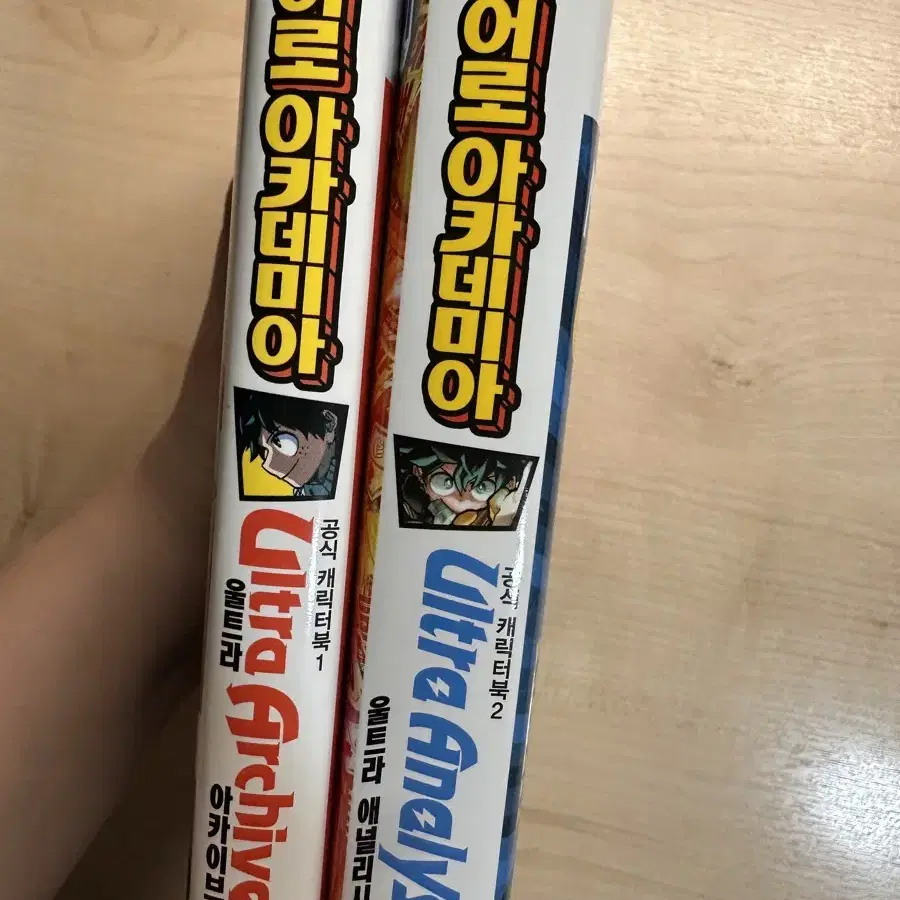 어로 아카데미아
공식 캐릭터북 1
Ultra Archive
울트라 아카이브
어로 아카데미아
공식 캐릭터북 2
Ultra Analys
울트라 애널리시